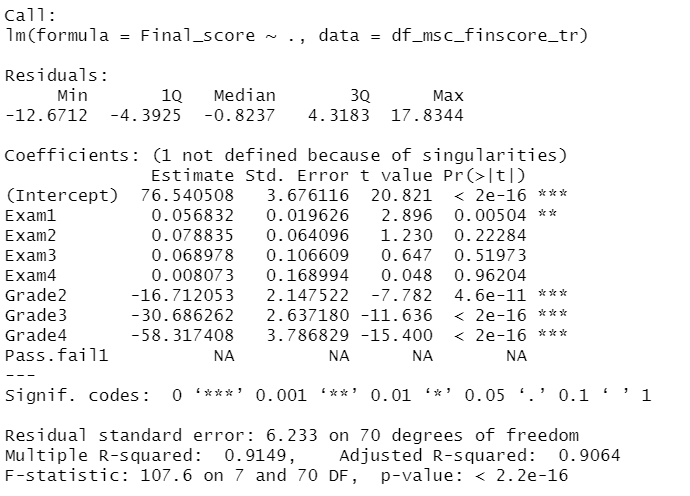 Call:
lm(formula = Final_score ~ ., data = df_msc_finscore_tr)
Residuals:
Min 1Q Median 3Q Max
-12.6712 -4.3925 -0.8237 4.3183 17.8344
Coefficients: (1 not defined because of singularities)
Estimate Std. Error t value Pr(>|t|)
(Intercept) 76.540508 3.676116 20.821 < 2e-16 ***
Exam1 0.056832 0.019626 2.896 0.00504 **
Exam2 0.078835 0.064096 1.230 0.22284
Exam3 0.068978 0.106609 0.647 0.51973
Exam4 0.008073 0.168994 0.048 0.96204
Grade2 -16.712053 2.147522 -7.782 4.6e-11 ***
Grade3 -30.686262 2.637180 -11.636 < 2e-16 ***
Grade4 -58.317408 3.786829 -15.400 < 2e-16 ***
Pass.fail1 NA NA NA NA
---
Signif. codes: 0 ‘***’ 0.001 ‘**’ 0.01 ‘*’ 0.05 ‘.’ 0.1 ‘ ’ 1
Residual standard error: 6.233 on 70 degrees of freedom
Multiple R-squared: 0.9149, Adjusted R-squared: 0.9064
F-statistic: 107.6 on 7 and 70 DF, p-value: < 2.2e-16